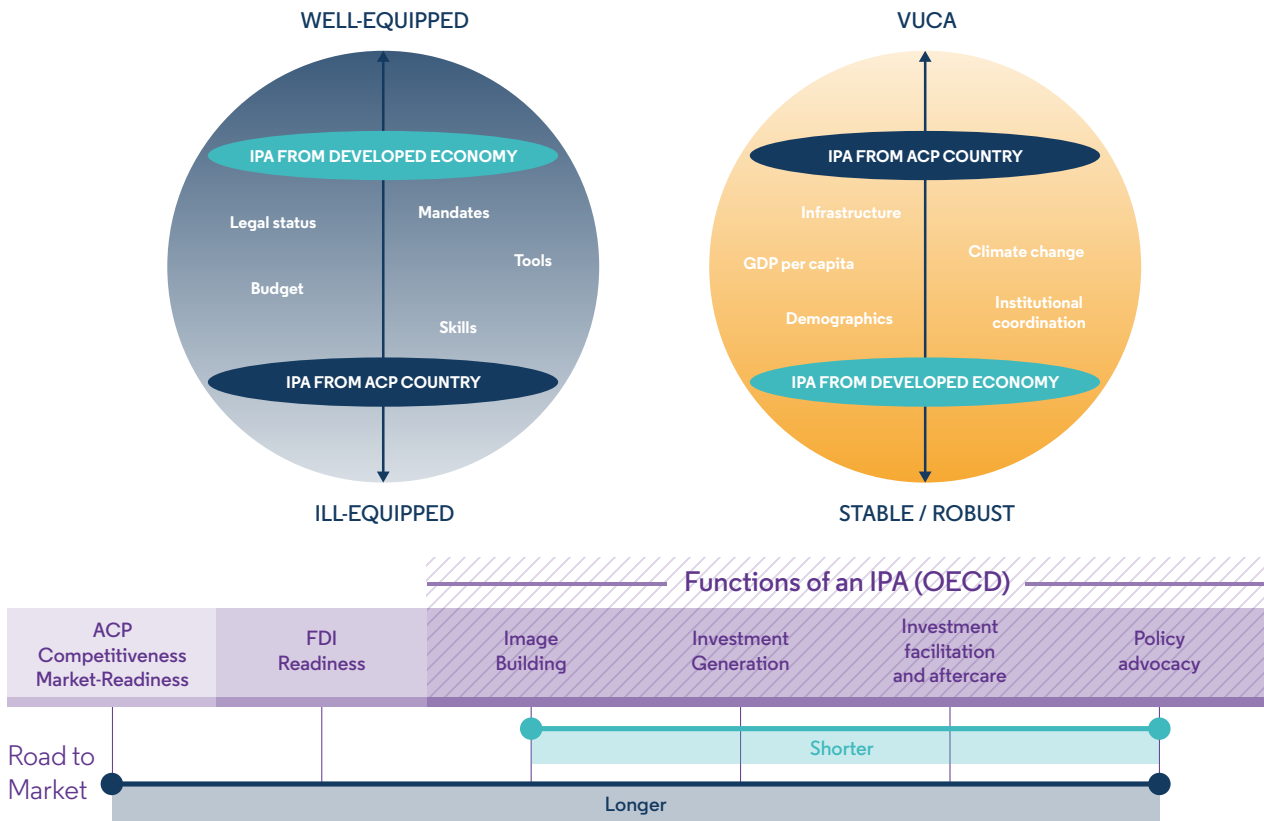 WELL-EQUIPPED
IPA FROM DEVELOPED ECONOMY
Legal status
Mandates
Tools
Budget
Skills
IPA FROM ACP COUNTRY
ILL-EQUIPPED
VUCA
IPA FROM ACP COUNTRY
Infrastructure
Climate change
GDP per capita
Institutional
coordination
Demographics
IPA FROM DEVELOPED ECONOMY
STABLE / ROBUST
Functions of an IPA (OECD)
ACP
Competitiveness
Market-Readiness
FDI
Readiness
Image
Building
Investment
Generation
Investment
facilitation
and aftercare
Policy
advocacy
Road to
Market
Shorter
Longer